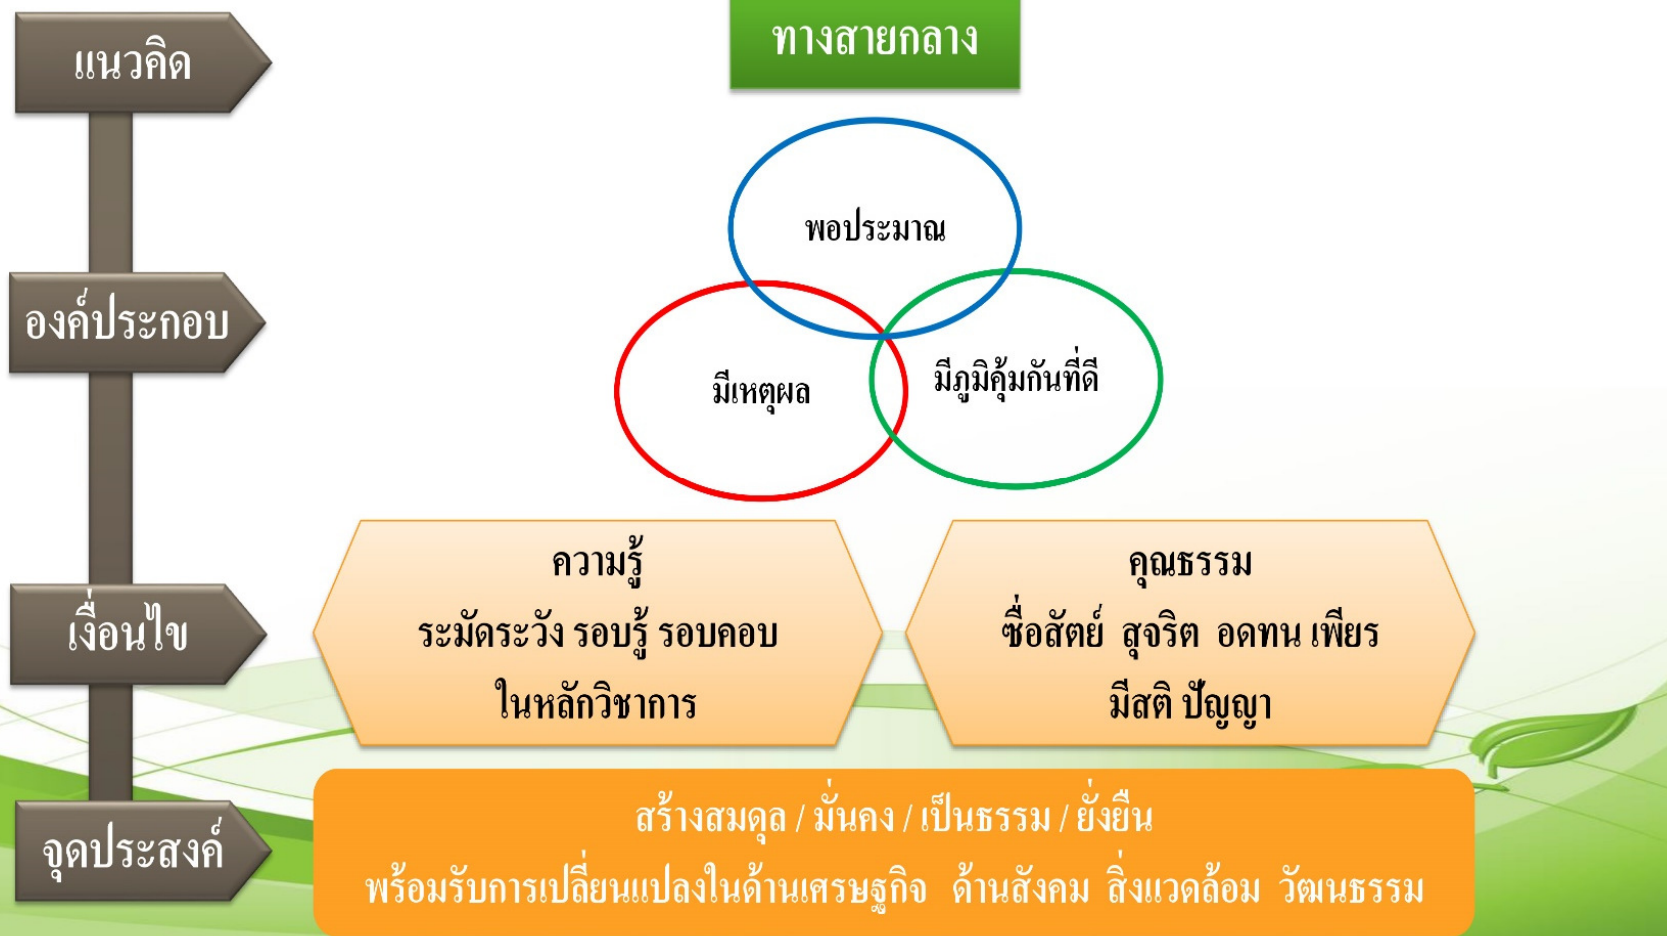 แนวคิด
ทางสายกลาง
องค์ประกอบ
พอประมาณ
มีเหตุผล
มีภูมิคุ้มกันที่ดี
เงื่อนไข
ความรู้
ระมัดระวัง รอบรู้ รอบคอบ
ในหลักวิชาการ
คุณธรรม
ซื่อสัตย์ สุจริต อดทน เพียร
มีสติ ปัญญา
จุดประสงค์
สร้างสมดุล / มั่นคง / เป็นธรรม / ยั่งยืน
พร้อมรับการเปลี่ยนแปลงในด้านเศรษฐกิจ ด้านสังคม สิ่งแวดล้อม วัฒนธรรม